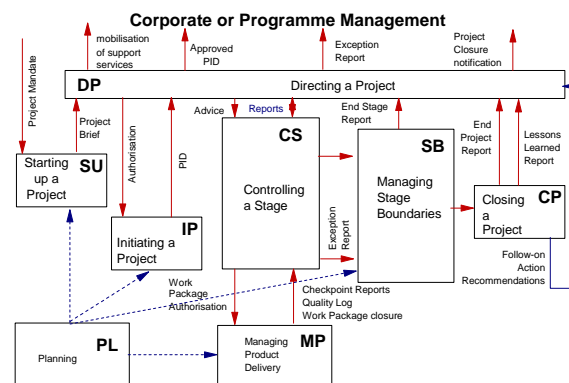 Corporate or Programme Management
mobilisation
of support
services
Approved
PID
Exception
Report
Project
Closure
notification
Project Mandate
DP
Directing a Project
Project
Brief
Authorisation
PID
Advice
Reports
End Stage
Report
End
Project
Report
Lessons
Learned
Report
SU
Starting
up a
Project
CS
Controlling
a Stage
SB
Managing
Stage
Boundaries
CP
Closing
a
Project
IP
Initiating a
Project
Exception
Report
Follow-on
Action
Recommendations
Work
Package
Authorisation
Checkpoint Reports
Quality Log
Work Package closure
PL
Planning
MP
Managing
Product
Delivery